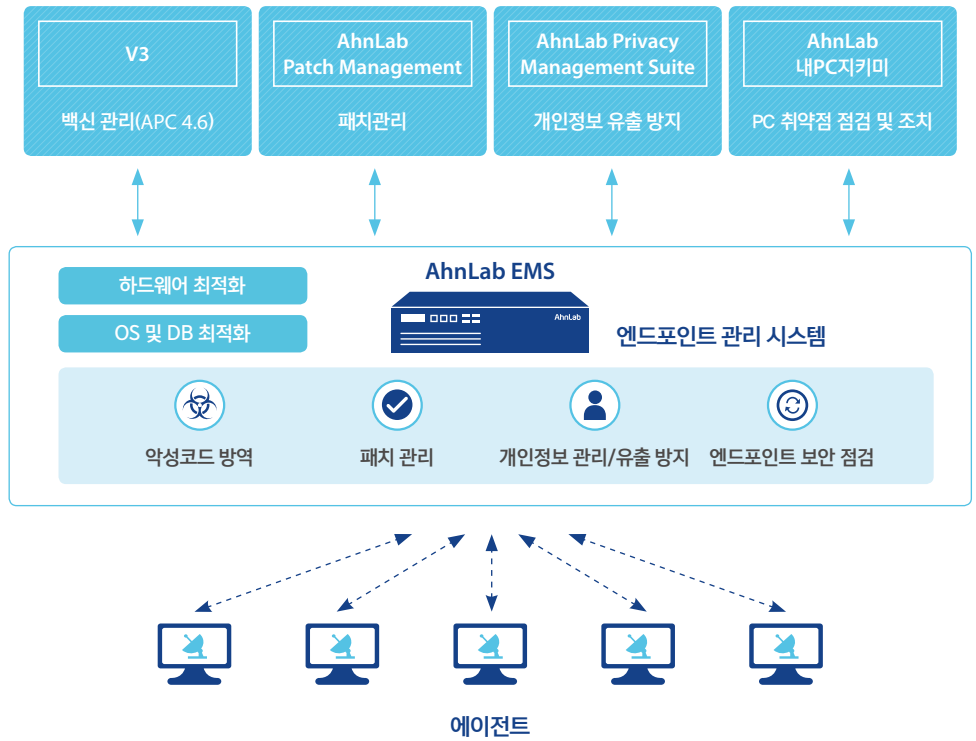 V3
백신 관리(APC 4.6)
AhnLab
Patch Management
패치관리
AhnLab Privacy
Management Suite
개인정보 유출 방지
AhnLab
내PC지키미
PC 취약점 점검 및 조치
AhnLab EMS
하드웨어 최적화
OS 및 DB 최적화
AhnLab
엔드포인트 관리 시스템
악성코드 방역
패치 관리
개인정보 관리/유출 방지
엔드포인트 보안 점검
에이전트